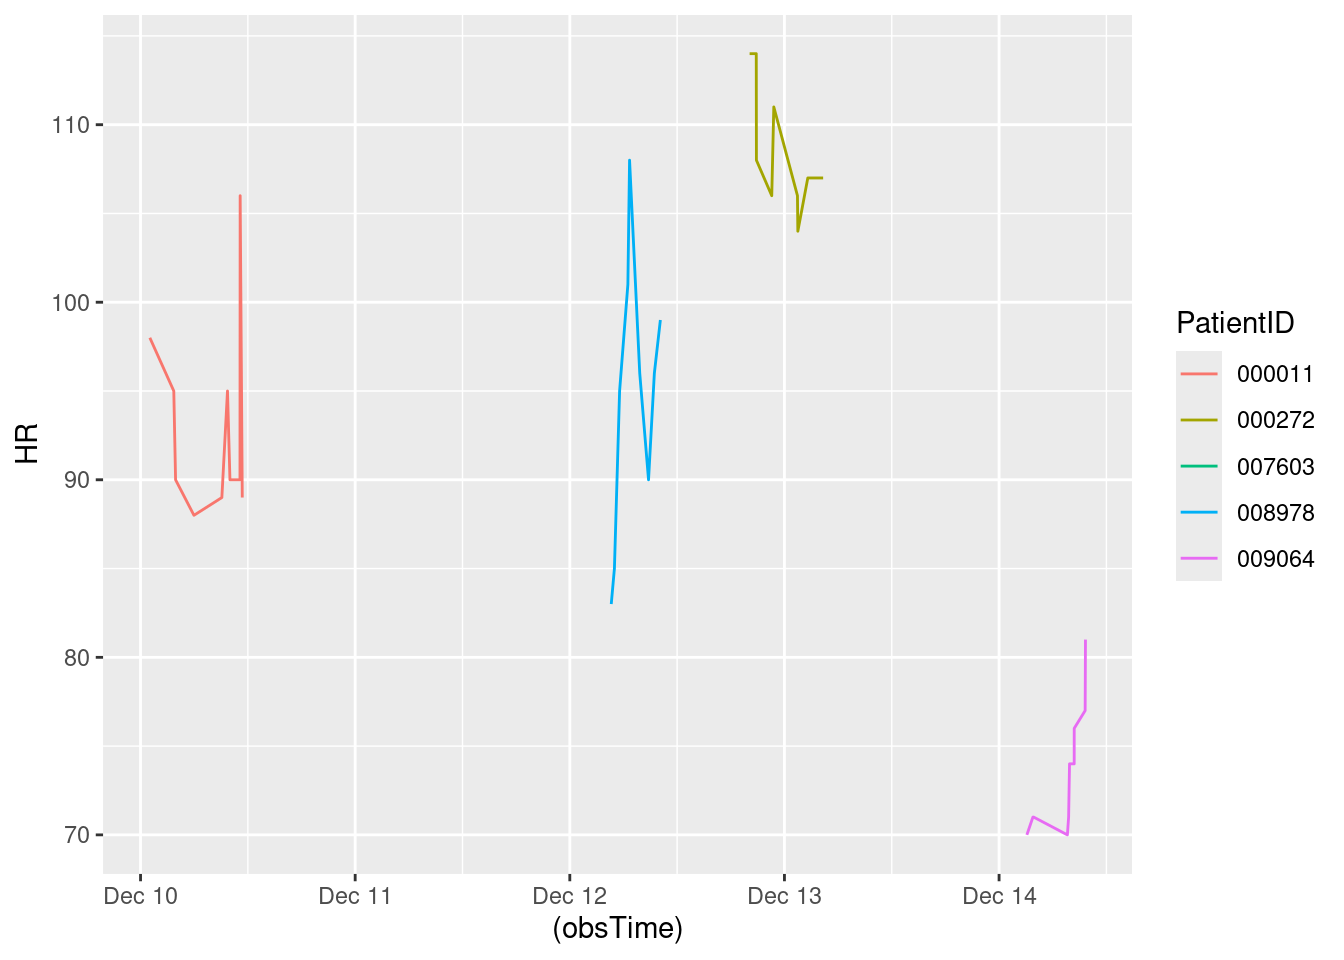 110
100
90
80
70
HR
Dec 10 Dec 11 Dec 12 Dec 13 Dec 14
(obsTime)
PatientID
000011
000272
007603
008978
009064